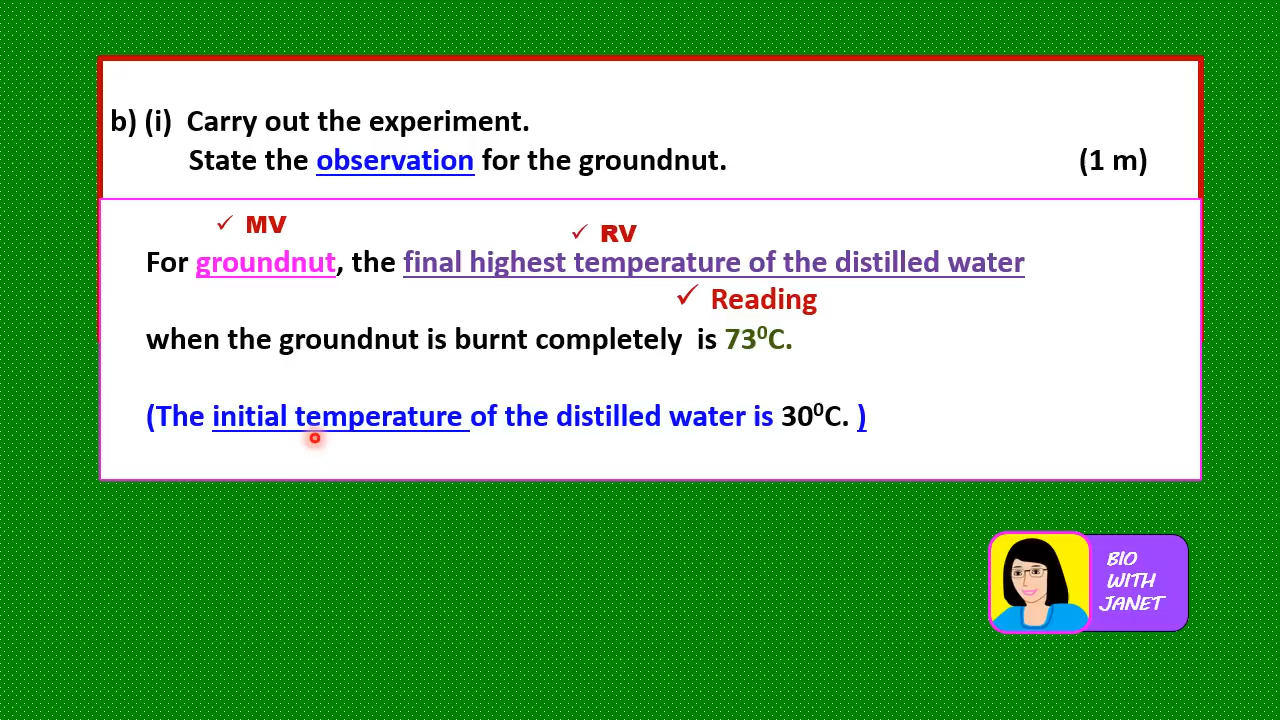 b) (i) Carry out the experiment.
State the observation for the groundnut. (1 m)
✓ MV
✓ RV
For groundnut, the final highest temperature of the distilled water
✓ Reading
when the groundnut is burnt completely is 73⁰C.
(The initial temperature of the distilled water is 30⁰C. )
BIO
WITH
JANET